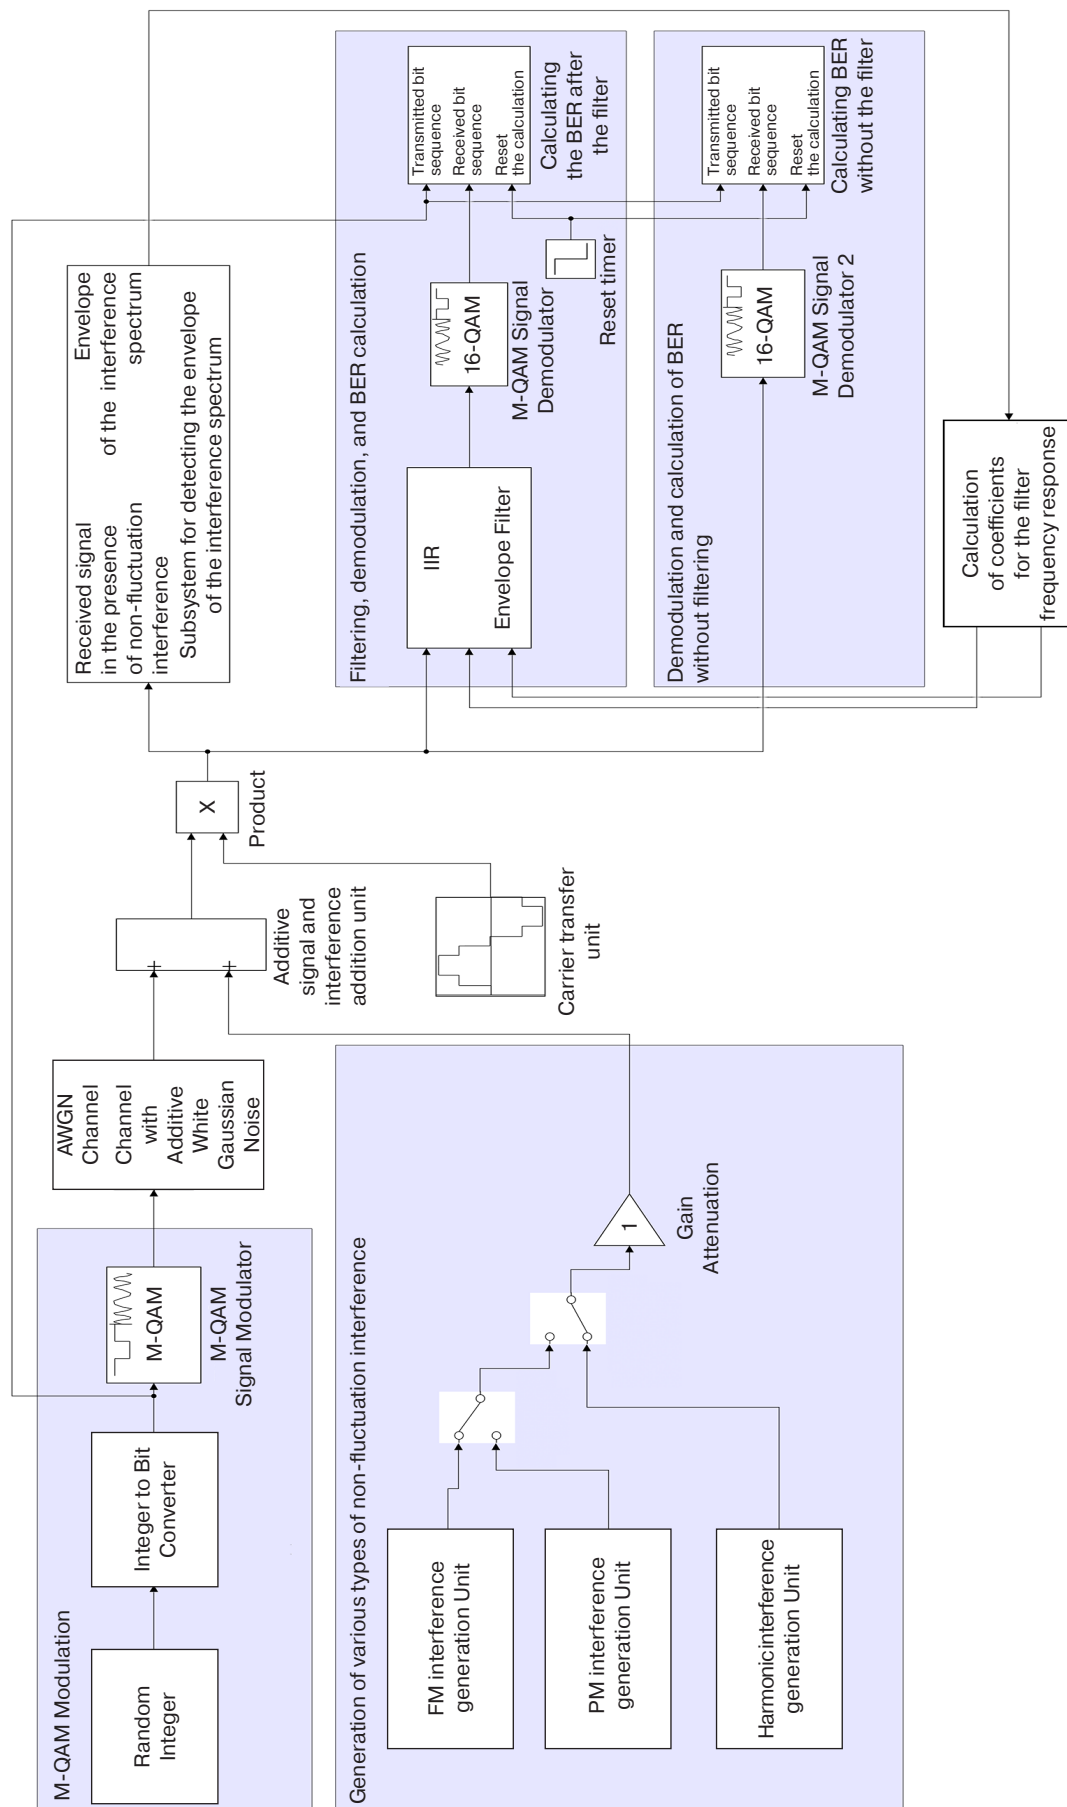 M-QAM Modulation
Random
Integer
Integer to Bit
Converter
M-QAM
M-QAM
Signal Modulator
AWGN
Channel
Channel
with
Additive
White
Gaussian
Noise
+
+
Additive
signal and
interference
addition unit
X
Product
Carrier transfer
unit
Generation of various types of non-fluctuation interference
FM interference
generation Unit
PM interference
generation Unit
Harmonicinterference
generation Unit
1
Gain
Attenuation
Received signal
in the presence
of non-fluctuation
interference
Envelope
of the interference
spectrum
Subsystem for detecting the envelope
of the interference spectrum
Filtering, demodulation, and BER calculation
IIR
Envelope Filter
16-QAM
M-QAM Signal
Demodulator
Reset timer
Transmitted bit
sequence
Received bit
sequence
Reset
the calculation
Calculating
the BER after
the filter
Demodulation and calculation of BER
without filtering
16-QAM
M-QAM Signal
Demodulator 2
Transmitted bit
sequence
Received bit
sequence
Reset
the calculation
Calculating BER
without the filter
Calculation
of coefficients
for the filter
frequency response